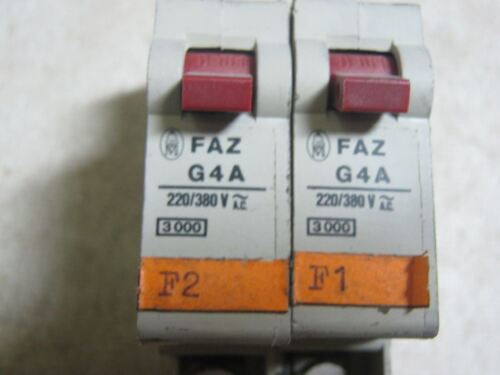 FAZ
G4A
220/380 V ~
A.C.
3000
F2
FAZ
G4A
220/380 V ~
A.C.
3000
F1